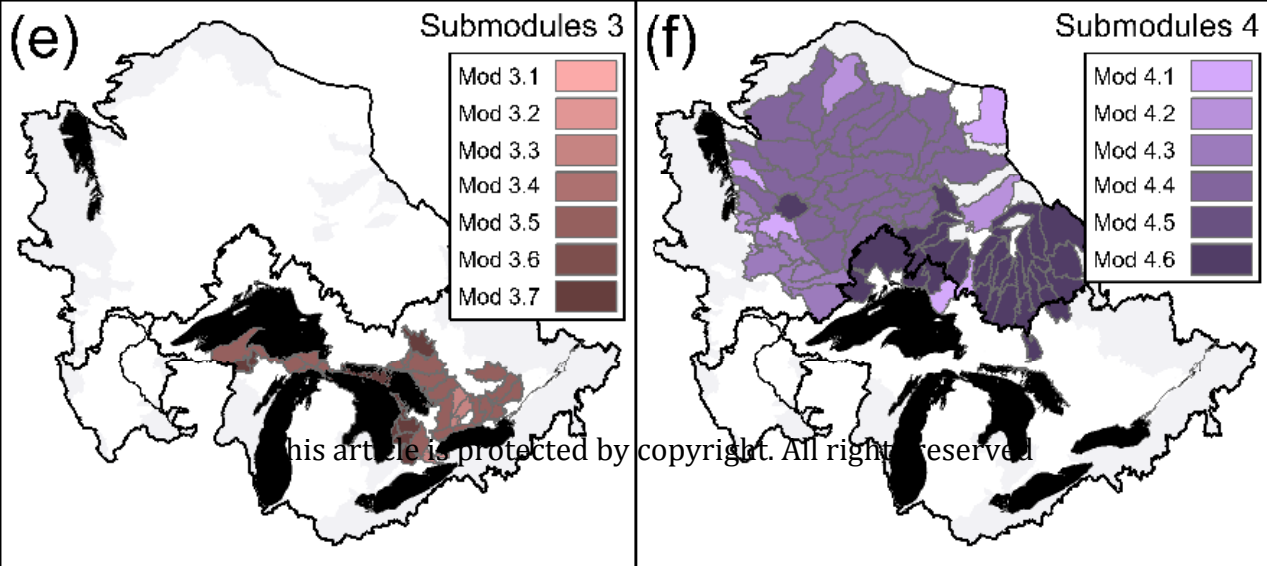 (e)
Submodules 3
Mod 3.1
Mod 3.2
Mod 3.3
Mod 3.4
Mod 3.5
Mod 3.6
Mod 3.7
(f)
Submodules 4
Mod 4.1
Mod 4.2
Mod 4.3
Mod 4.4
Mod 4.5
Mod 4.6
his article is protected by copyright. All rights reserved